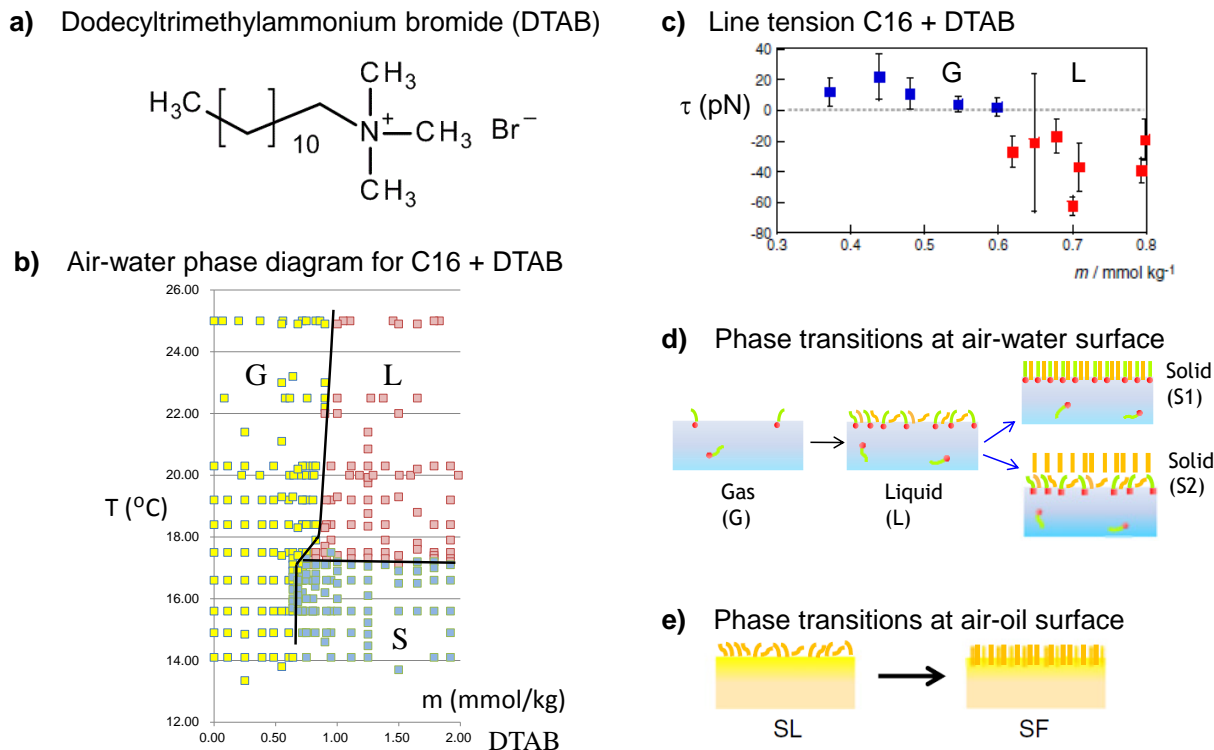 a) Dodecyltrimethylammonium bromide (DTAB)
H₃C
10
CH₃
N⁺
CH₃
CH₃
Br⁻
b) Air-water phase diagram for C16 + DTAB
26.00
24.00
22.00
20.00
18.00
16.00
14.00
12.00
T (ºC)
G
L
S
m (mmol/kg)
0.00 0.50 1.00 1.50 2.00
DTAB
c) Line tension C16 + DTAB
40
20
0
-20
-40
-60
-80
τ (pN)
G
L
0.3 0.4 0.5 0.6 0.7 0.8
m / mmol kg⁻¹
d) Phase transitions at air-water surface
Gas
(G)
Liquid
(L)
Solid
(S1)
Solid
(S2)
e) Phase transitions at air-oil surface
SL
SF